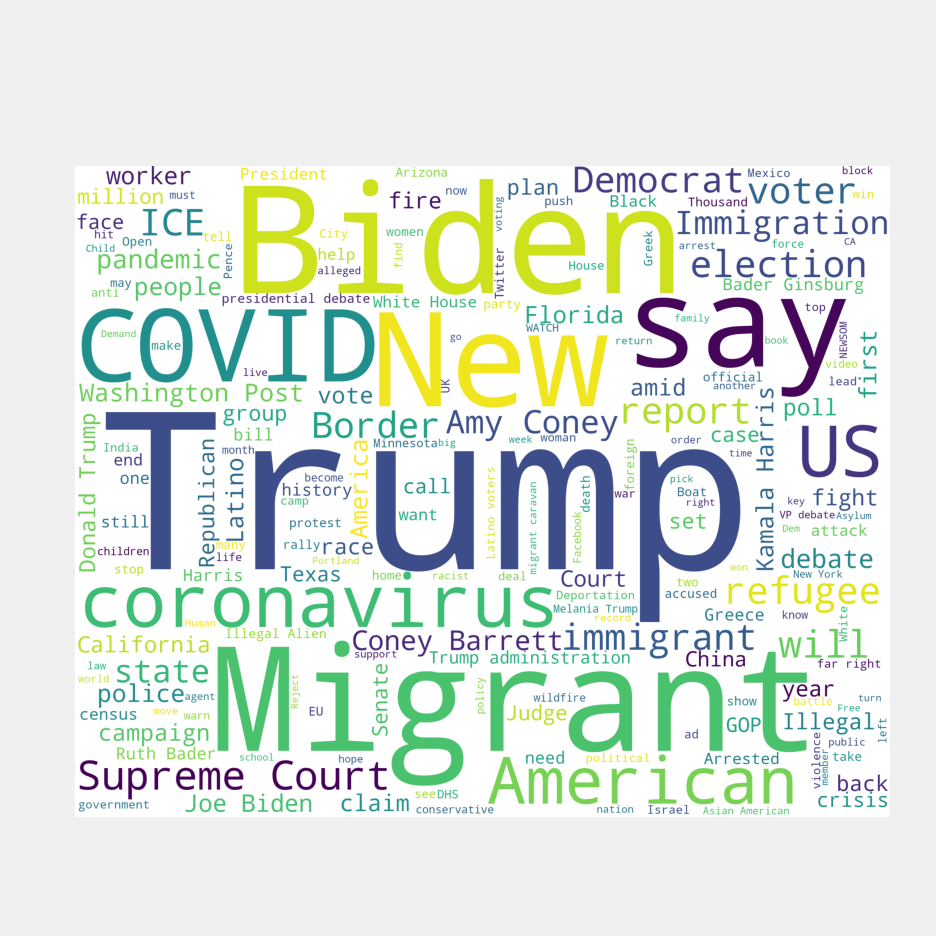 worker
President
Arizona
Democrat
Mexico
block
million
must
fire
now
plan
push
Black
Thousand
voter
win
face
ICE
Biden
voting
Immigration
hit
Open
tell
City
women
find
Greek
arrest
force
CA
Child
pandemic
Pence
help
alleged
Twitter
House
election
anti
may
people
presidential debate
White House
party
Florida
Bader Ginsburg
COVID
New
say
top
Demand
make
go
WATCH
return
family
book
NEWSOM
video
first
live
UK
official
another
lead
Washington Post
vote
amid
Trump
group
Border
Amy Coney
report
poll
bill
Minnesota
big
week
woman
order
case
Kamala Harris
US
Donald Trump
India
month
time
end
Republican
Latino
America
become
call
Latino voters
migrant caravan
Facebook
death
foreign
pick
one
history
war
Boat
right
key
fight
camp
want
still
protest
set
VP debate
Asylum
Dem
attack
children
many
life
rally
race
Portland
won
debate
stop
Harris
Texas
home
racist
deal
Court
two
New York
coronavirus
Deportation
accused
refugee
Human
Melania Trump
record
Greece
know
White
California
Illegal Alien
Coney Barrett
immigrant
will
law
world
state
support
Trump administration
China
far right
Migrant
police
agent
Reject
Senate
policy
wildfire
show
year
battle
Free
turn
census
move
warn
EU
Judge
GOP
Illegal
left
campaign
ad
public
Ruth Bader
school
hope
need
political
Arrested
violence
member
take
Supreme Court
American
back
government
Joe Biden
claim
see
DHS
conservative
nation
Israel
Asian American
crisis